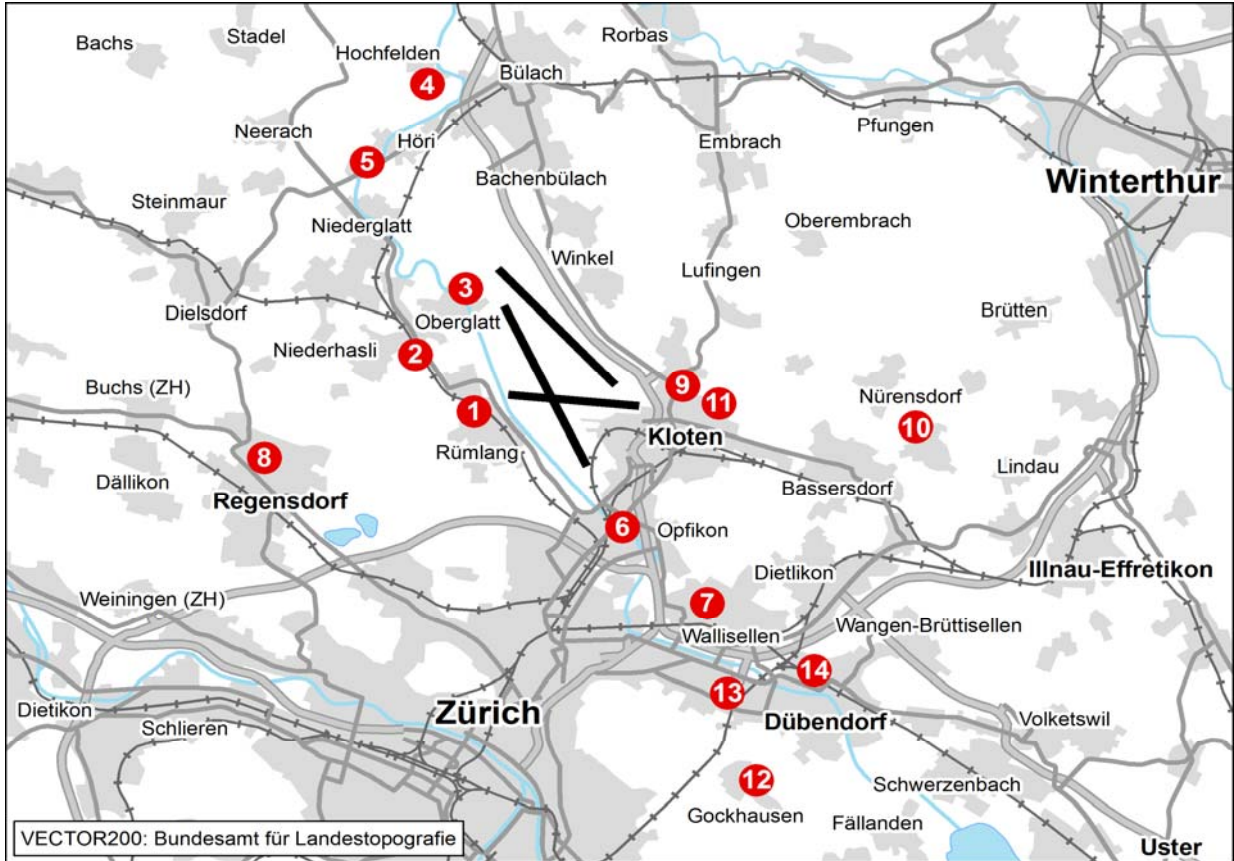 Bachs
Stadel
Hochfelden
Rorbas
4
Bülach
Neerach
Höri
Embrach
Pfungen
5
Bachenbülach
Winterthur
Steinmaur
Niederglatt
Oberembrach
Winkel
Lufingen
3
Dielsdorf
Oberglatt
Brütten
Niederhasli
2
Buchs (ZH)
9
11
Nürensdorf
1
10
Kloten
Rümlang
8
Dällikon
Regensdorf
Bassersdorf
Lindau
6
Opfikon
Dietlikon
Illnau-Effretikon
Weiningen (ZH)
7
Wallisellen
Wangen-Brüttisellen
14
13
Dietikon
Zürich
Dübendorf
Volketswil
Schlieren
12
Schwerzenbach
Gockhausen
Fällanden
VECTOR200: Bundesamt für Landestopografie
Uster